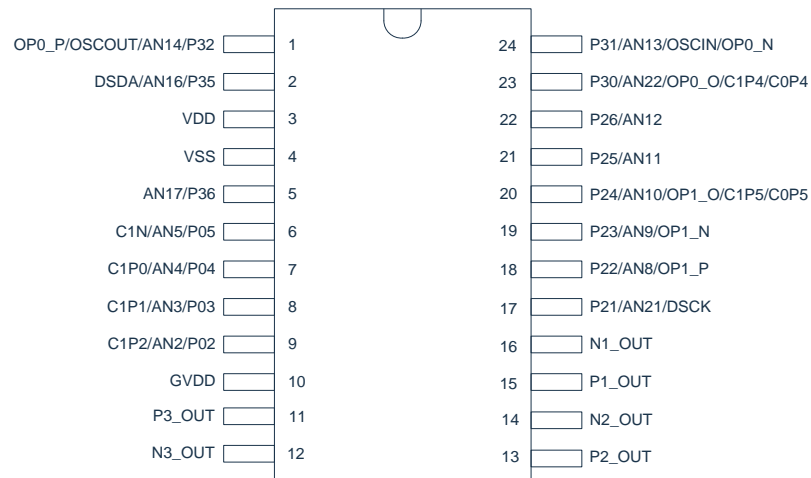 OP0_P/OSCOUT/AN14/P32 1 24 P31/AN13/OSCIN/OP0_N
DSDA/AN16/P35 2 23 P30/AN22/OP0_O/C1P4/C0P4
VDD 3 22 P26/AN12
VSS 4 21 P25/AN11
AN17/P36 5 20 P24/AN10/OP1_O/C1P5/C0P5
C1N/AN5/P05 6 19 P23/AN9/OP1_N
C1P0/AN4/P04 7 18 P22/AN8/OP1_P
C1P1/AN3/P03 8 17 P21/AN21/DSCK
C1P2/AN2/P02 9 16 N1_OUT
GVDD 10 15 P1_OUT
P3_OUT 11 14 N2_OUT
N3_OUT 12 13 P2_OUT